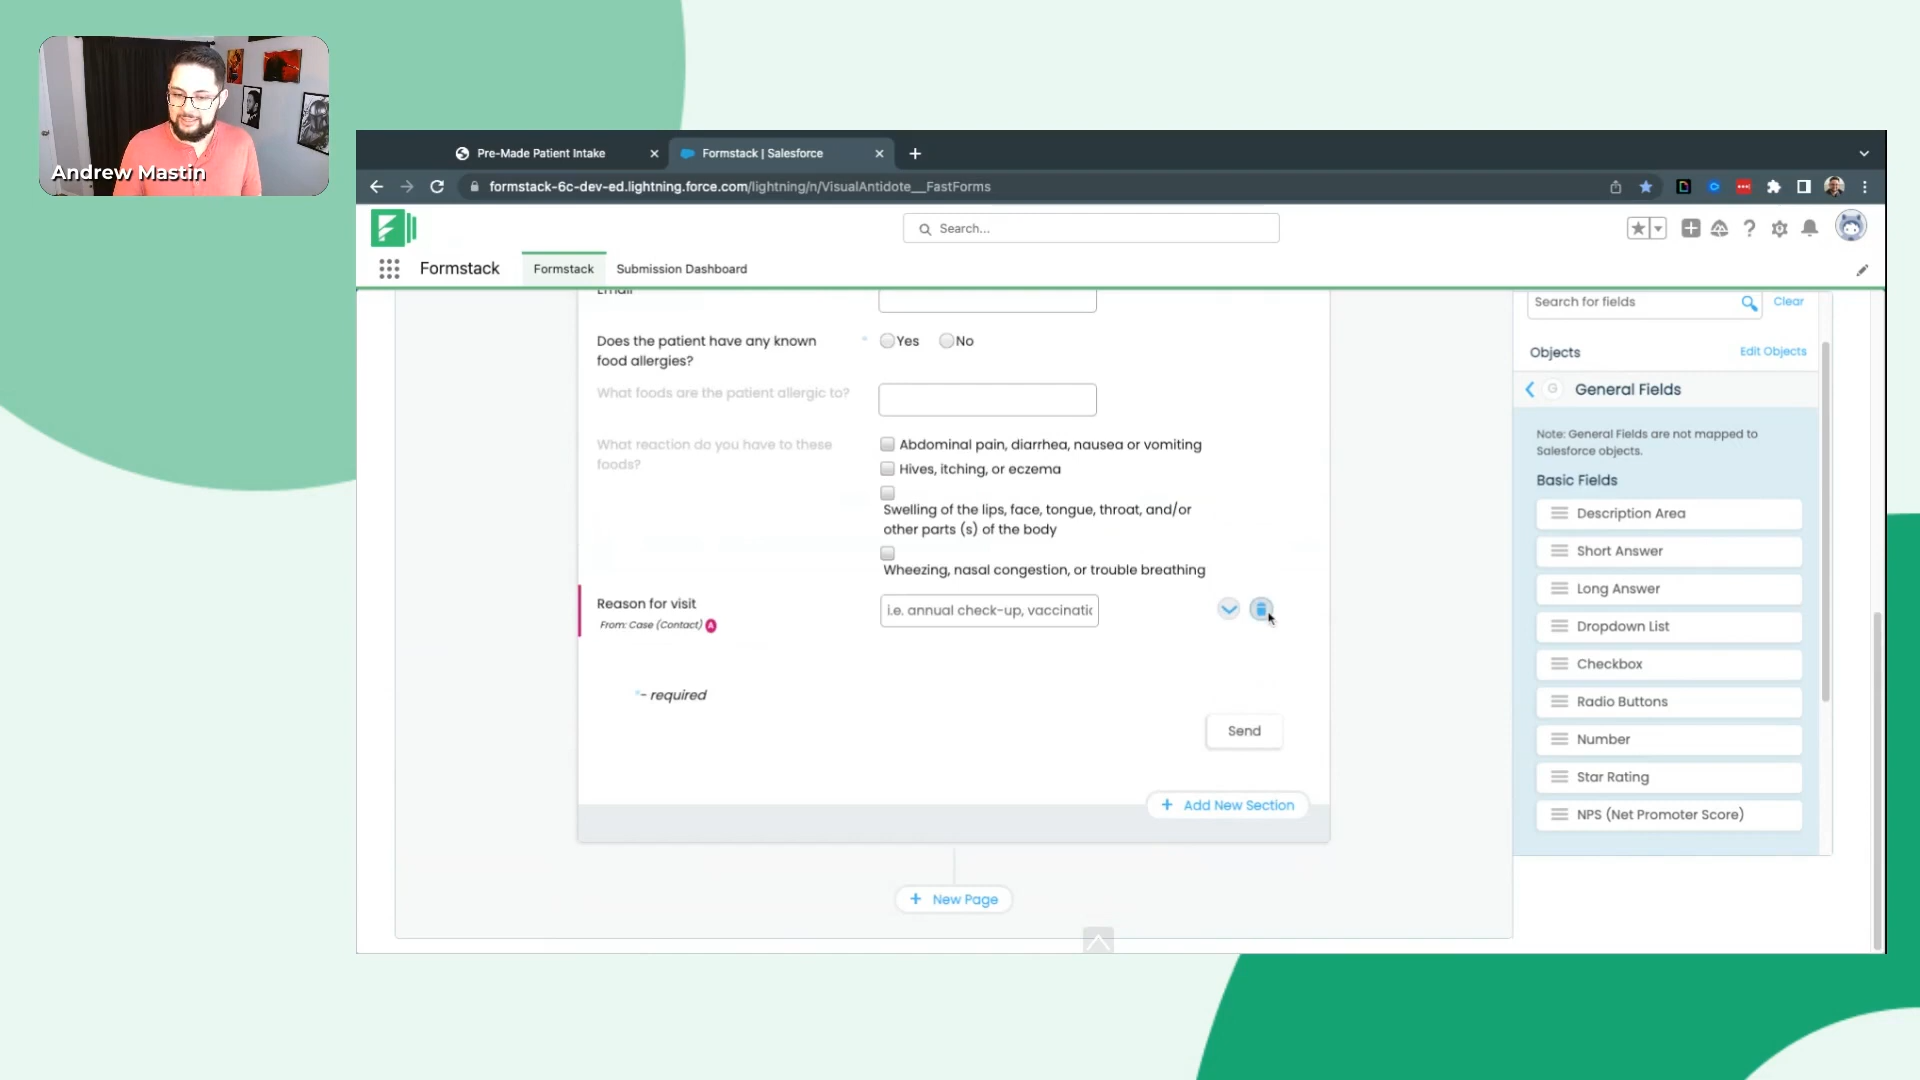 Andrew Mastin
Pre-Made Patient Intake
Formstack | Salesforce
formstack-6c-dev-ed.lightning.force.com/lightning/n/VisualAntidote__FastForms
Search...
Formstack
Formstack
Submission Dashboard
Email
Does the patient have any known
food allergies?
Yes
No
What foods are the patient allergic to?
What reaction do you have to these
foods?
Abdominal pain, diarrhea, nausea or vomiting
Hives, itching, or eczema
Swelling of the lips, face, tongue, throat, and/or
other parts (s) of the body
Wheezing, nasal congestion, or trouble breathing
Reason for visit
From: Case (Contact) A
i.e. annual check-up, vaccinatic
*- required
Send
+ Add New Section
+ New Page
Search for fields
Clear
Objects
Edit Objects
G
General Fields
Note: General Fields are not mapped to
Salesforce objects.
Basic Fields
Description Area
Short Answer
Long Answer
Dropdown List
Checkbox
Radio Buttons
Number
Star Rating
NPS (Net Promoter Score)